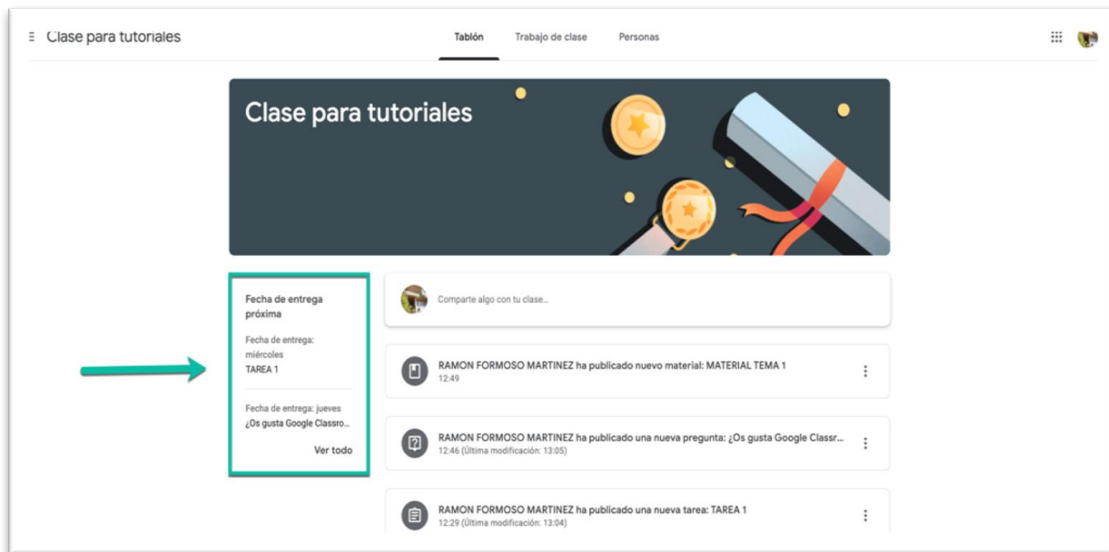 Clase para tutoriales
Tablón
Trabajo de clase
Personas
Clase para tutoriales
Fecha de entrega
próxima
Fecha de entrega:
miércoles
TAREA 1
Fecha de entrega: jueves
¿Os gusta Google Classro...
Ver todo
Comparte algo con tu clase...
RAMON FORMOSO MARTINEZ ha publicado nuevo material: MATERIAL TEMA 1
12:49
RAMON FORMOSO MARTINEZ ha publicado una nueva pregunta: ¿Os gusta Google Classr...
12:46 (Última modificación: 13:05)
RAMON FORMOSO MARTINEZ ha publicado una nueva tarea: TAREA 1
12:29 (Última modificación: 13:04)